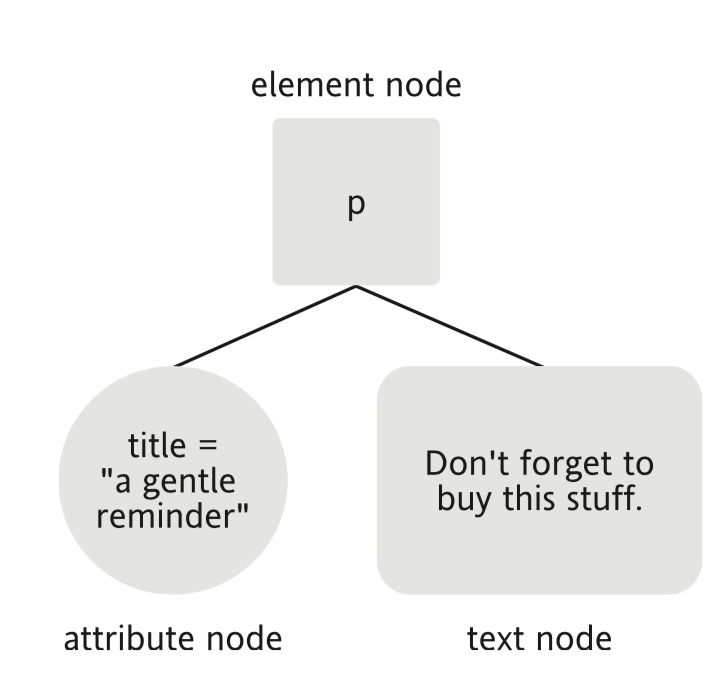 element node
p
title =
"a gentle
reminder"
Don't forget to
buy this stuff.
attribute node
text node